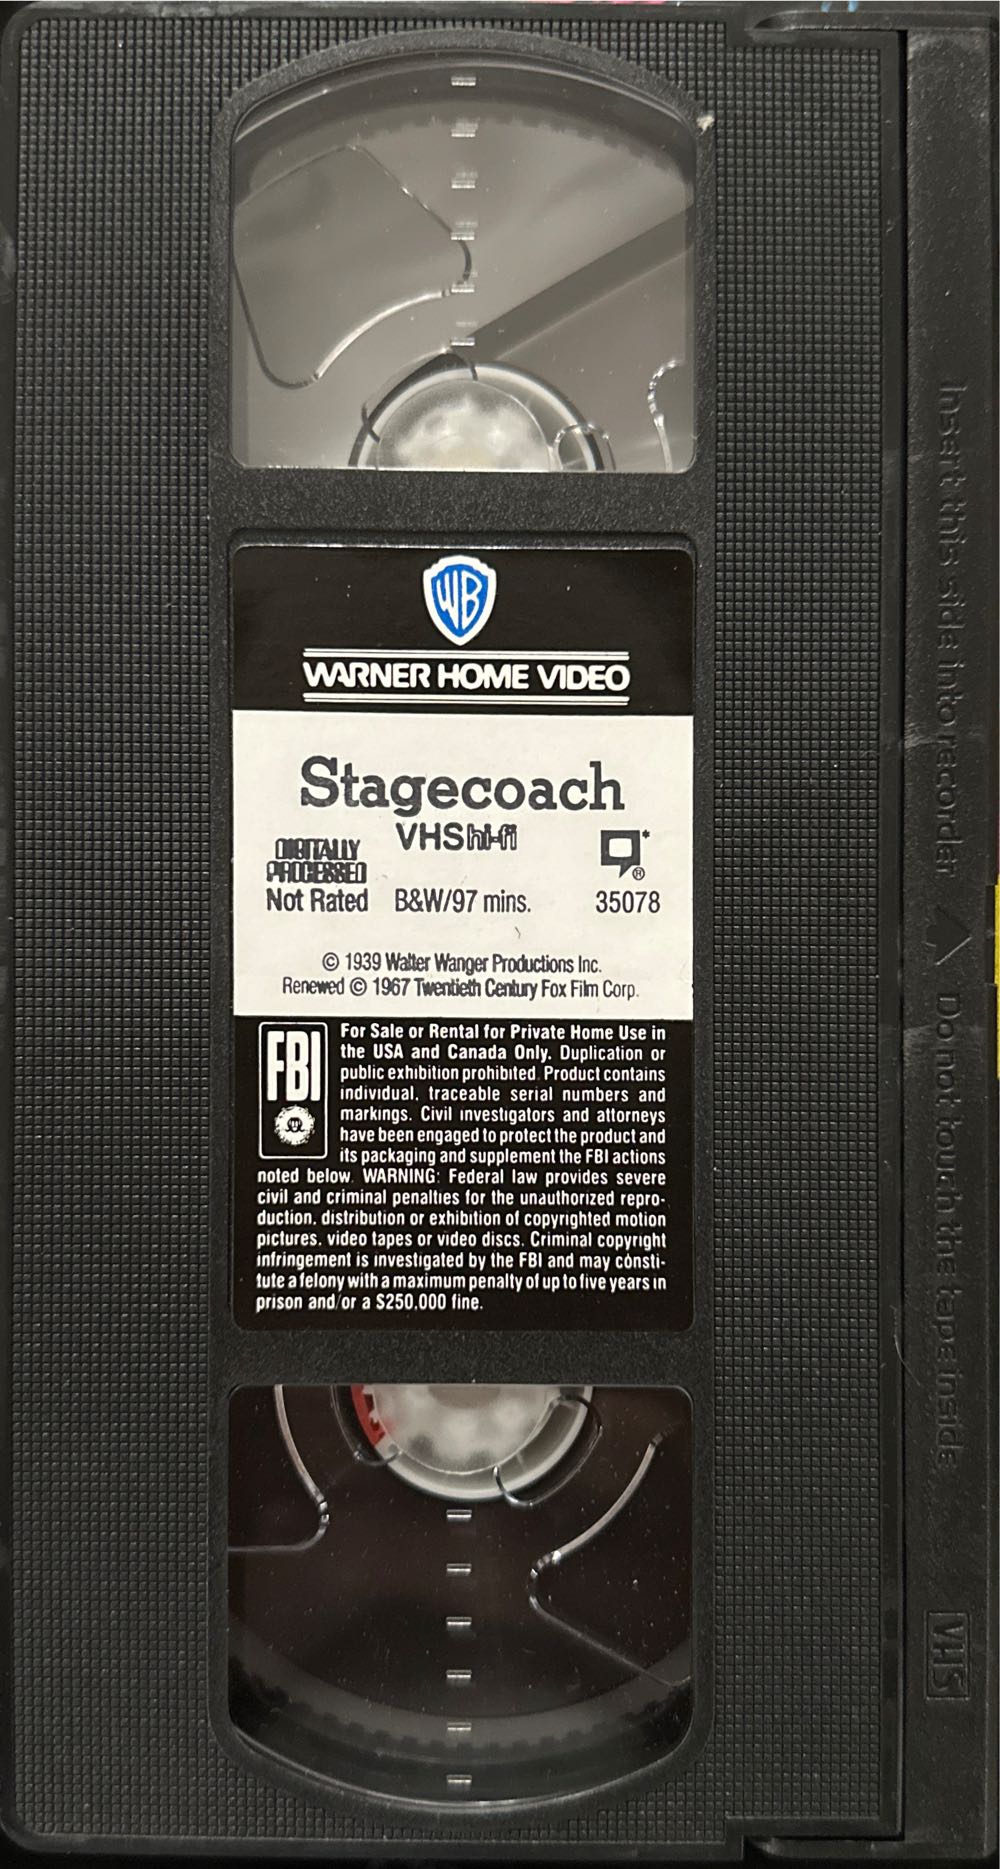 WB
WARNER HOME VIDEO
Stagecoach
VHS hi-fi
DIGITALLY
PROCESSED
*
®
Not Rated B&W/97 mins. 35078
© 1939 Walter Wanger Productions Inc.
Renewed © 1967 Twentieth Century Fox Film Corp.
FBI
For Sale or Rental for Private Home Use in
the USA and Canada Only. Duplication or
public exhibition prohibited. Product contains
individual, traceable serial numbers and
markings. Civil investigators and attorneys
have been engaged to protect the product and
its packaging and supplement the FBI actions
noted below. WARNING: Federal law provides severe
civil and criminal penalties for the unauthorized repro-
duction, distribution or exhibition of copyrighted motion
pictures, video tapes or video discs. Criminal copyright
infringement is investigated by the FBI and may consti-
tute a felony with a maximum penalty of up to five years in
prison and/or a $250,000 fine.
Insert this side into recorder △ Do not touch the tape inside
VHS